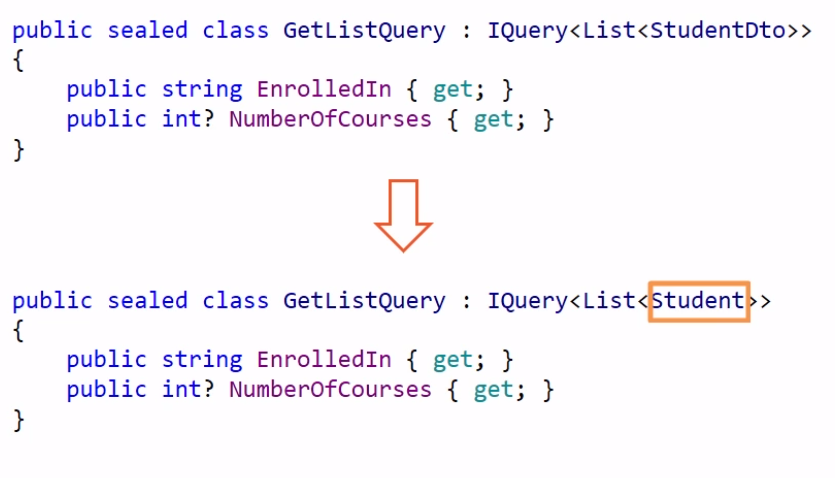 public sealed class GetListQuery : IQuery<List<StudentDto>>
{
    public string EnrolledIn { get; }
    public int? NumberOfCourses { get; }
}
public sealed class GetListQuery : IQuery<List<Student>>
{
    public string EnrolledIn { get; }
    public int? NumberOfCourses { get; }
}